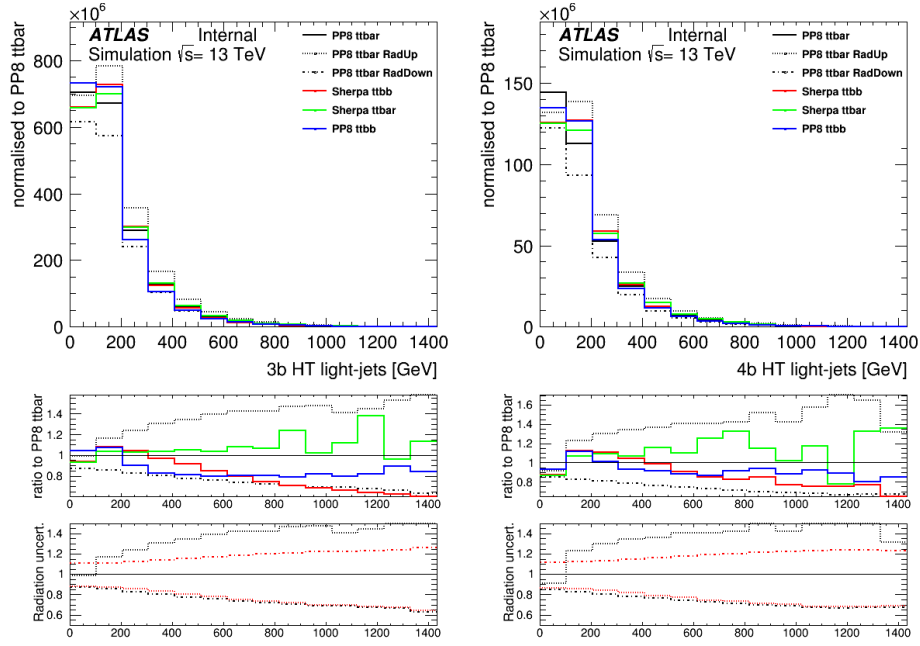 ×10⁶
ATLAS Internal
Simulation √s= 13 TeV
PP8 ttbar
PP8 ttbar RadUp
PP8 ttbar RadDown
Sherpa ttbb
Sherpa ttbar
PP8 ttbb
normalised to PP8 ttbar
800
600
400
200
0
0 200 400 600 800 1000 1200 1400
3b HT light-jets [GeV]
ratio to PP8 ttbar
1.4
1.2
1
0.8
0 200 400 600 800 1000 1200 1400
Radiation uncert.
1.4
1.2
1
0.8
0.6
0 200 400 600 800 1000 1200 1400
×10⁶
ATLAS Internal
Simulation √s= 13 TeV
PP8 ttbar
PP8 ttbar RadUp
PP8 ttbar RadDown
Sherpa ttbb
Sherpa ttbar
PP8 ttbb
normalised to PP8 ttbar
150
100
50
0
0 200 400 600 800 1000 1200 1400
4b HT light-jets [GeV]
ratio to PP8 ttbar
1.6
1.4
1.2
1
0.8
0 200 400 600 800 1000 1200 1400
Radiation uncert.
1.4
1.2
1
0.8
0.6
0 200 400 600 800 1000 1200 1400